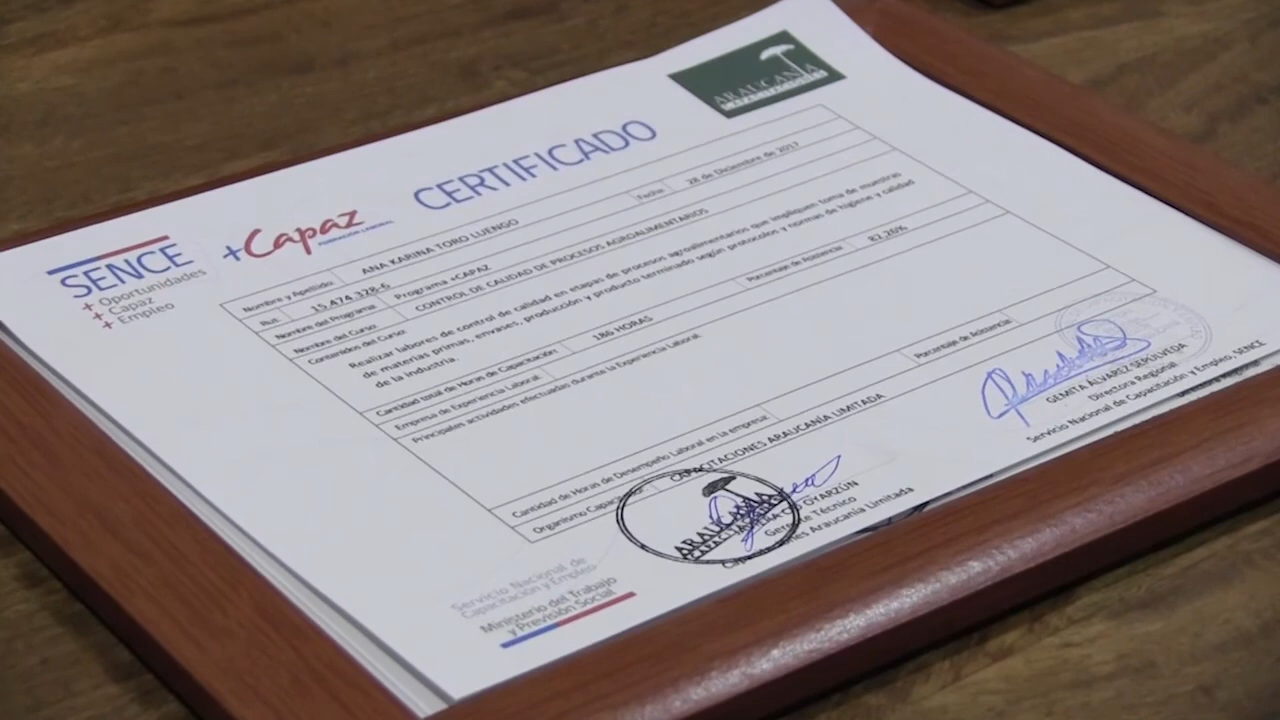 ARAUCANÍA
CAPACITACIONES
CERTIFICADO
SENCE
+ Oportunidades
+ Capaz
+ Empleo
+Capaz
FORMACIÓN LABORAL
Nombre y Apellido: ANA KARINA TORO LUENGO Fecha 28 de Diciembre de 2017
Rut: 15.474.328-6
Nombre del Programa: Programa +CAPAZ
Nombre del Curso: CONTROL DE CALIDAD DE PROCESOS AGROALIMENTARIOS
Contenidos del Curso:
Realizar labores de control de calidad en etapas de procesos agroalimentarios que impliquen toma de muestras
de materias primas, envases, producción y producto terminado según protocolos y normas de higiene y calidad
de la industria.
Cantidad total de Horas de Capacitación: 186 HORAS Porcentaje de Asistencia: 82,26%
Empresa de Experiencia Laboral:
Principales actividades efectuadas durante la Experiencia Laboral:
Cantidad de Horas de Desempeño Laboral en la empresa: Porcentaje de Asistencia:
Organismo Capacitador CAPACITACIONES ARAUCANÍA LIMITADA
GEMITA ÁLVAREZ SEPÚLVEDA
Directora Regional
Servicio Nacional de Capacitación y Empleo, SENCE
ARAUCANÍA
OYARZÚN
Gerente Técnico
Capacitaciones Araucanía Limitada
Servicio Nacional de
Capacitación y Empleo
Ministerio del Trabajo
y Previsión Social